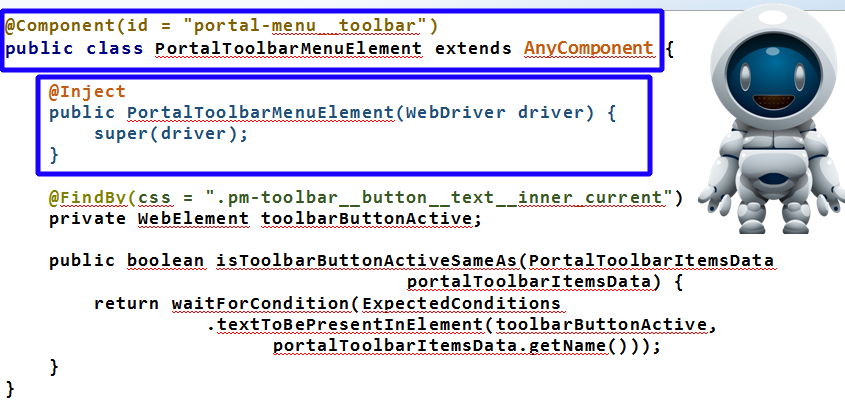 @Component(id = "portal-menu__toolbar")
public class PortalToolbarMenuElement extends AnyComponent {
@Inject
public PortalToolbarMenuElement(WebDriver driver) {
super(driver);
}
@FindBy(css = ".pm-toolbar__button__text__inner_current")
private WebElement toolbarButtonActive;
public boolean isToolbarButtonActiveSameAs(PortalToolbarItemsData
portalToolbarItemsData) {
return waitForCondition(ExpectedConditions
.textToBePresentInElement(toolbarButtonActive,
portalToolbarItemsData.getName()));
}
}